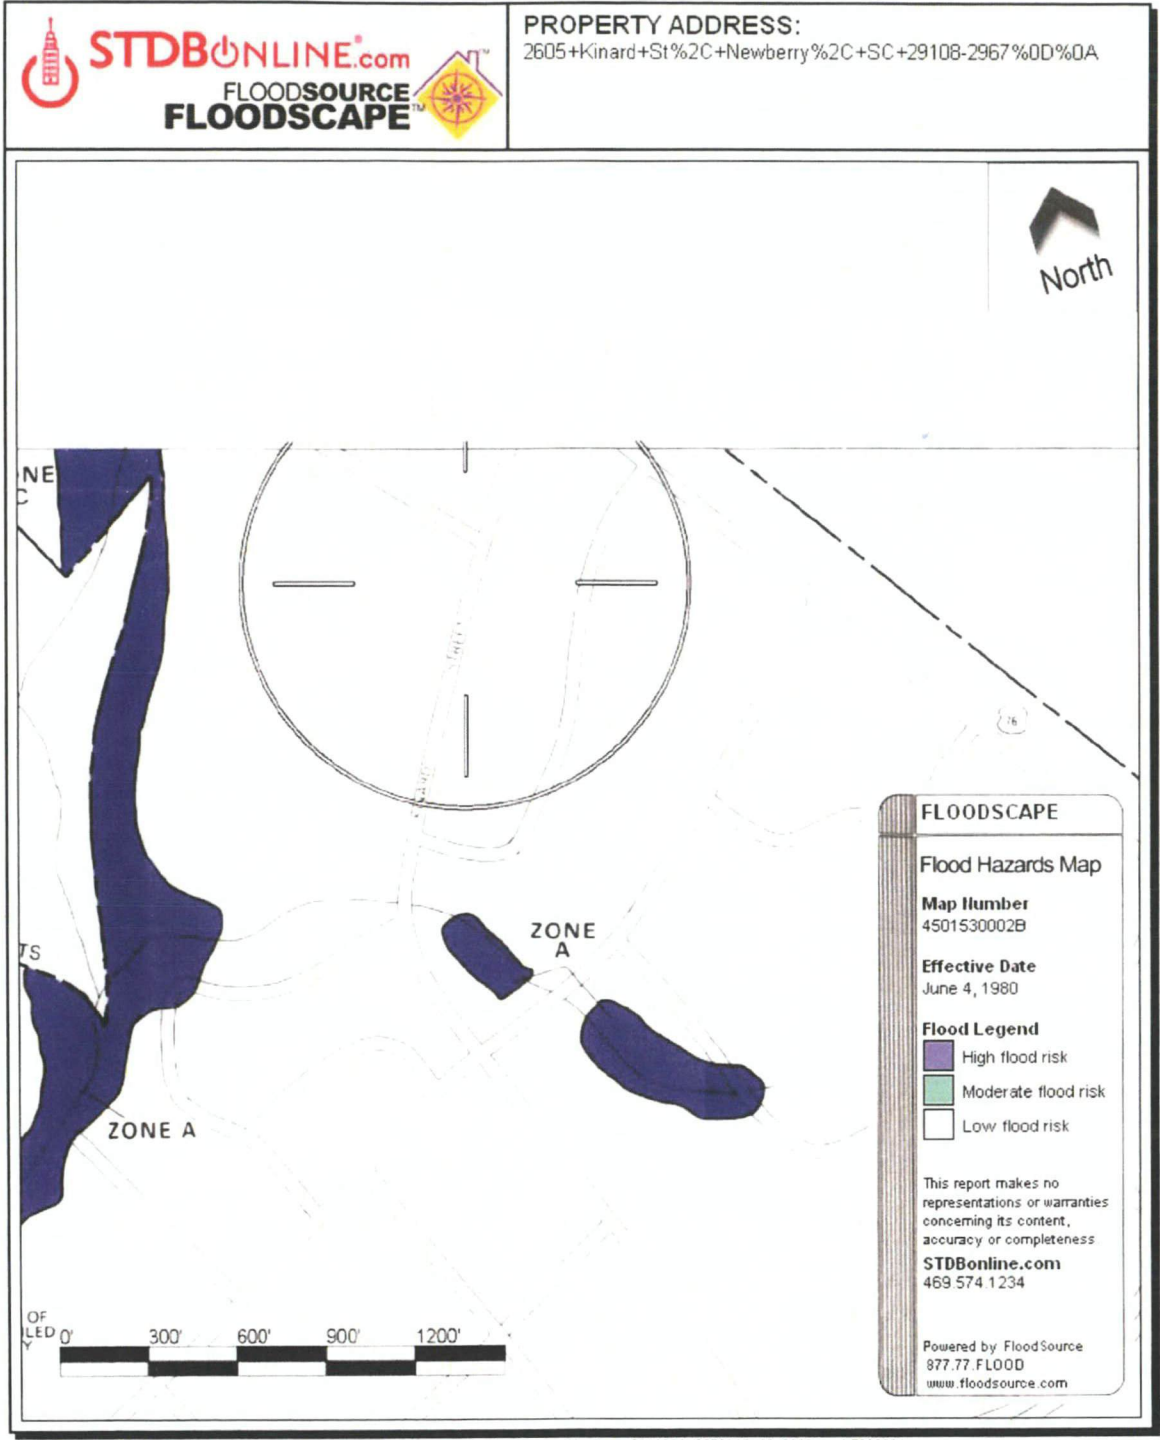 STDBONLINE®.com
FLOODSOURCE
FLOODSCAPE™
PROPERTY ADDRESS:
2605+Kinard+St%2C+Newberry%2C+SC+29108-2967%0D%0A
North
NE
C
76
FLOODSCAPE
Flood Hazards Map
Map Number
4501530002B
Effective Date
June 4, 1980
Flood Legend
High flood risk
Moderate flood risk
Low flood risk
This report makes no
representations or warranties
concerning its content,
accuracy or completeness
STDBonline.com
469.574.1234
Powered by FloodSource
877.77.FLOOD
www.floodsource.com
ZONE
A
TS
ZONE A
OF
LED
Y
0' 300' 600' 900' 1200'